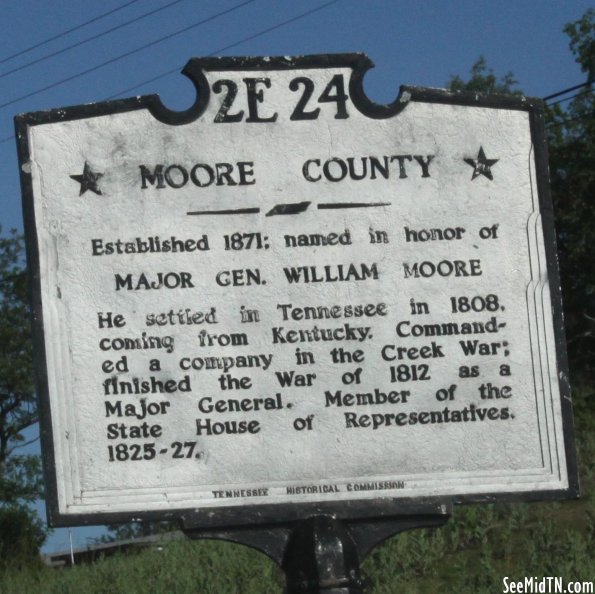 2E 24
★ MOORE COUNTY ★
Established 1871; named in honor of
MAJOR GEN. WILLIAM MOORE
He settled in Tennessee in 1808,
coming from Kentucky. Command-
ed a company in the Creek War;
finished the War of 1812 as a
Major General. Member of the
State House of Representatives,
1825-27.
TENNESSEE HISTORICAL COMMISSION
SeeMidTN.com